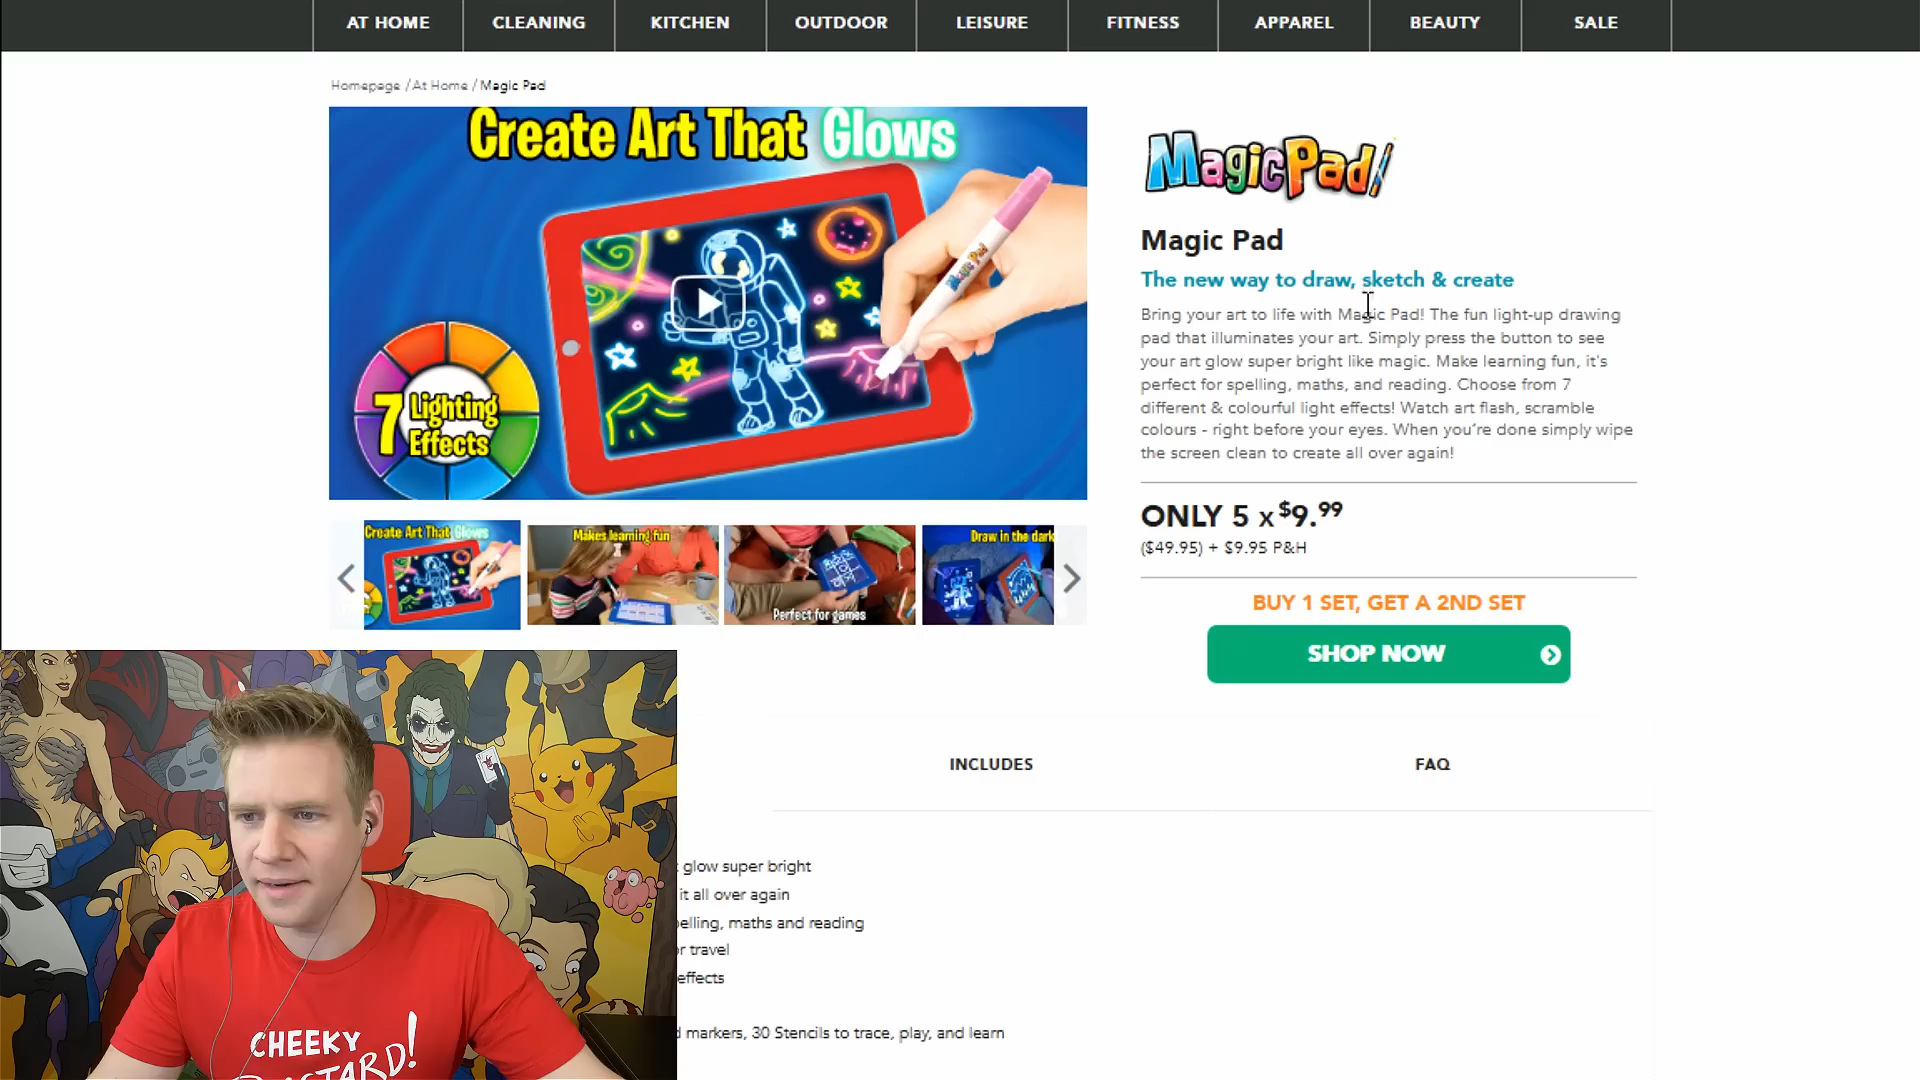 AT HOME
CLEANING
KITCHEN
OUTDOOR
LEISURE
FITNESS
APPAREL
BEAUTY
SALE
Homepage / At Home / Magic Pad
Create Art That Glows
7 Lighting
Effects
Magic Pad
Create Art That Glows
Makes learning fun
Perfect for games
Draw in the dark
MagicPad!
Magic Pad
The new way to draw, sketch & create
Bring your art to life with Magic Pad! The fun light-up drawing
pad that illuminates your art. Simply press the button to see
your art glow super bright like magic. Make learning fun, it's
perfect for spelling, maths, and reading. Choose from 7
different & colourful light effects! Watch art flash, scramble
colours - right before your eyes. When you’re done simply wipe
the screen clean to create all over again!
ONLY 5 x $9.99
($49.95) + $9.95 P&H
BUY 1 SET, GET A 2ND SET
SHOP NOW
INCLUDES
FAQ
glow super bright
it all over again
elling, maths and reading
r travel
effects
markers, 30 Stencils to trace, play, and learn
CHEEKY